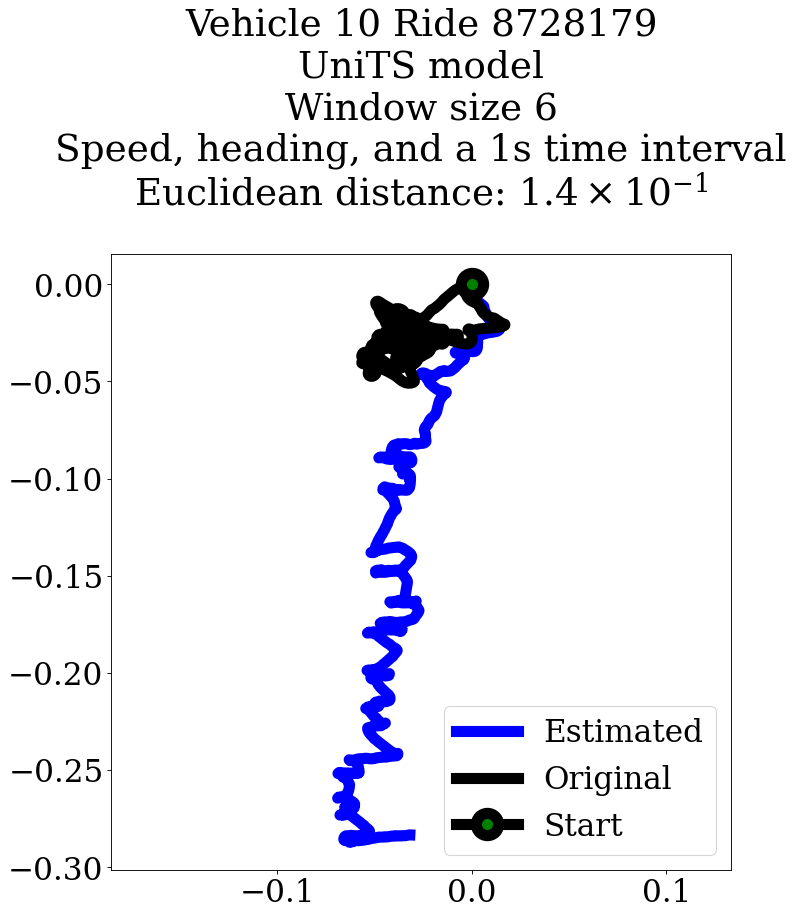 Vehicle 10 Ride 8728179
UniTS model
Window size 6
Speed, heading, and a 1s time interval
Euclidean distance: 1.4 × 10⁻¹
0.00
−0.05
−0.10
−0.15
−0.20
−0.25
−0.30
Estimated
Original
Start
−0.1
0.0
0.1